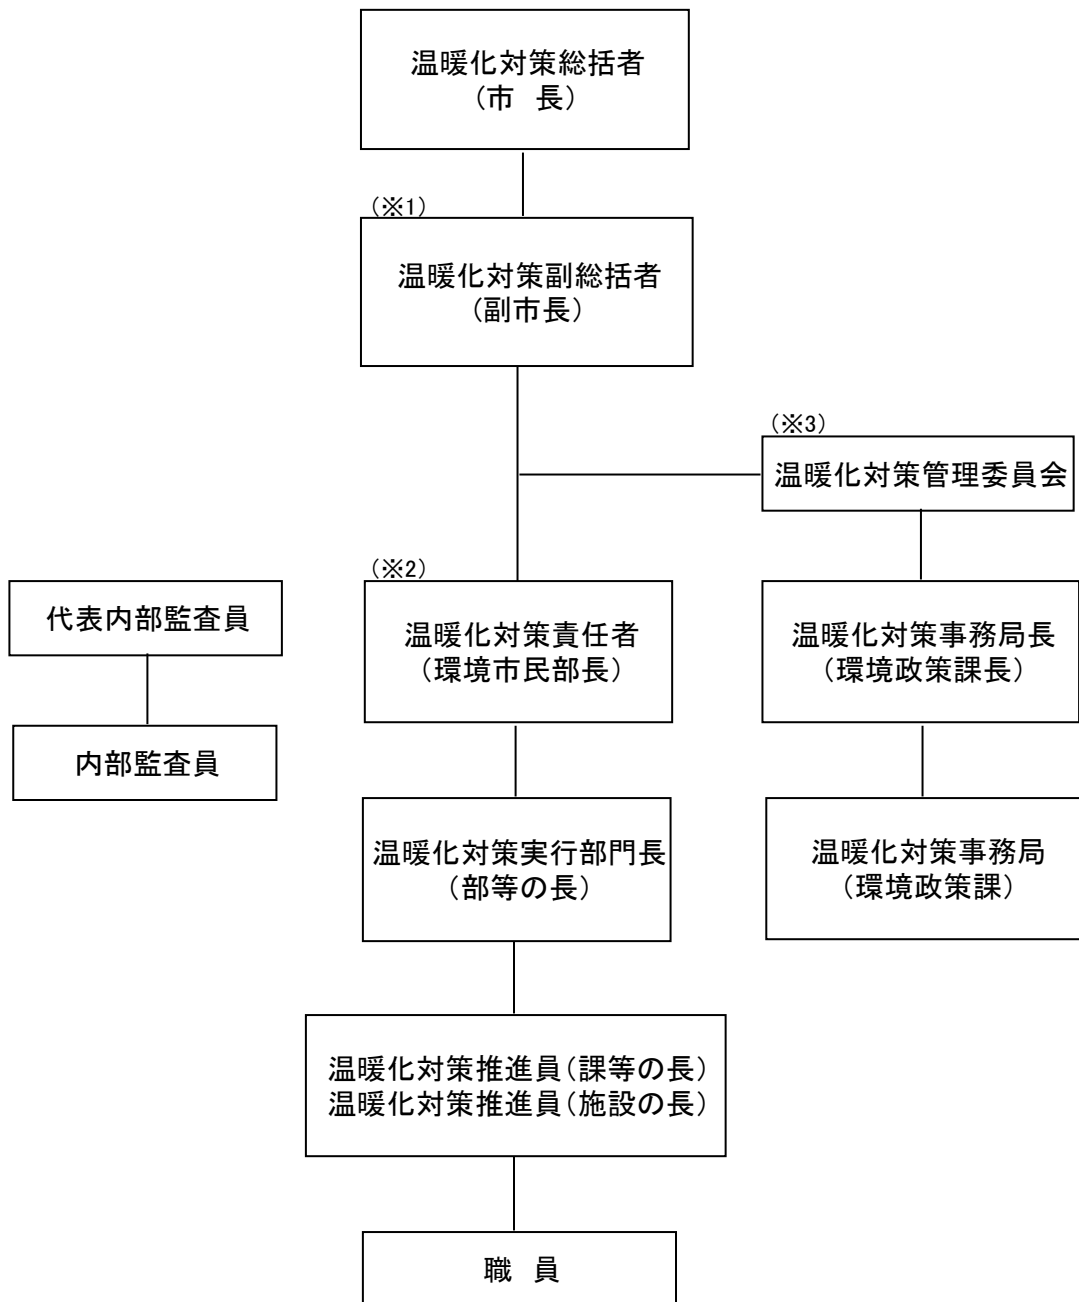 温暖化対策総括者
(市　長)
(※1)
温暖化対策副総括者
(副市長)
(※3)
温暖化対策管理委員会
(※2)
代表内部監査員
温暖化対策責任者
(環境市民部長)
温暖化対策事務局長
(環境政策課長)
内部監査員
温暖化対策実行部門長
(部等の長)
温暖化対策事務局
(環境政策課)
温暖化対策推進員(課等の長)
温暖化対策推進員(施設の長)
職　員